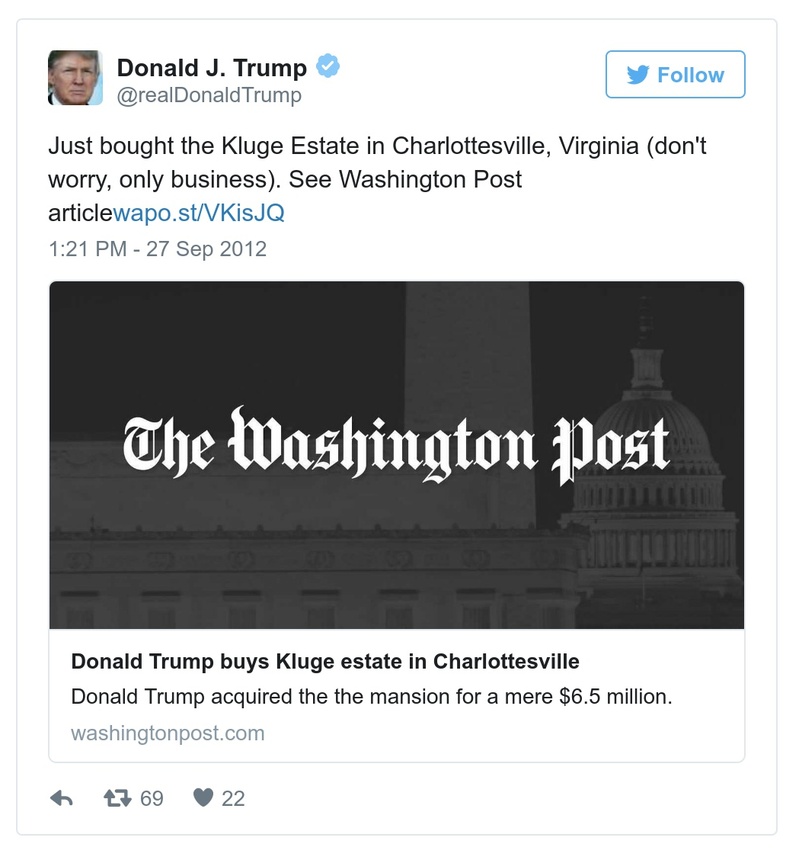 Donald J. Trump
@realDonaldTrump
Follow
Just bought the Kluge Estate in Charlottesville, Virginia (don't
worry, only business). See Washington Post
articlewapo.st/VKisJQ
1:21 PM - 27 Sep 2012
The Washington Post
Donald Trump buys Kluge estate in Charlottesville
Donald Trump acquired the the mansion for a mere $6.5 million.
washingtonpost.com
69
22